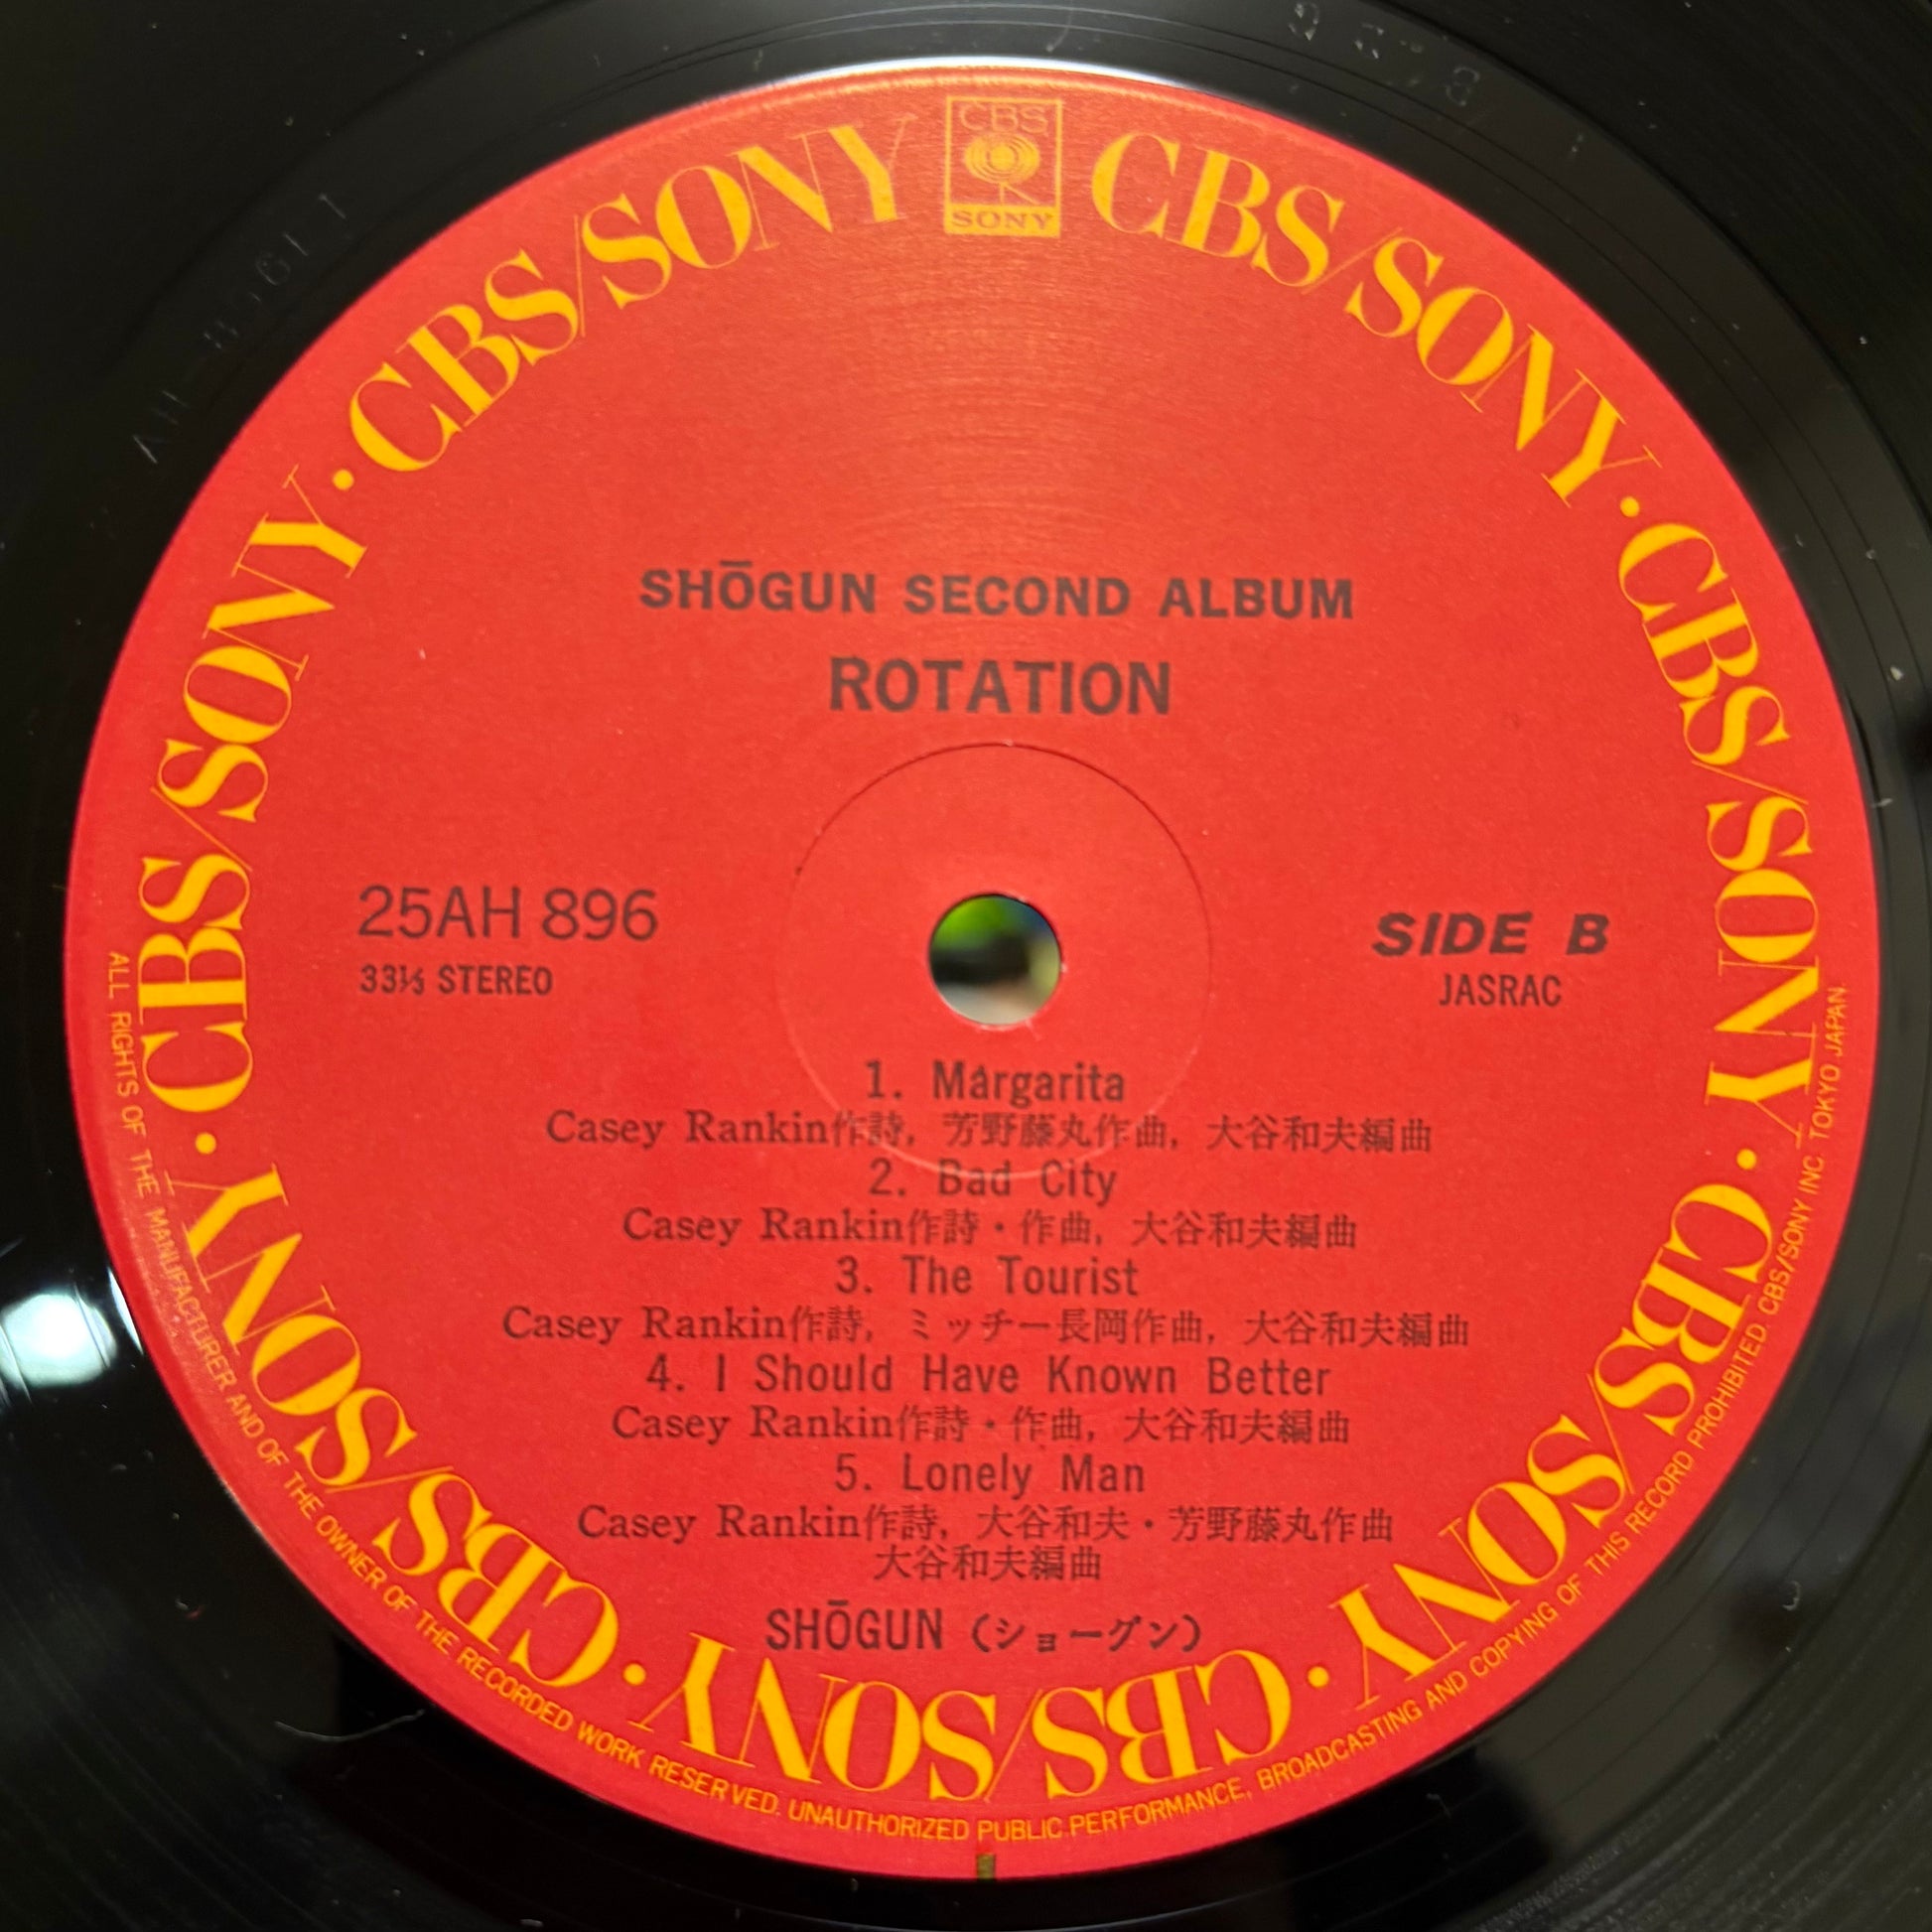 CBS
SONY
CBS/SONY · CBS/SONY · CBS/SONY · CBS/SONY · CBS/SONY · CBS/SONY · CBS/SONY
SHŌGUN SECOND ALBUM
ROTATION
25AH 896
33⅓ STEREO
SIDE B
JASRAC
1. Margarita
Casey Rankin作詩, 芳野藤丸作曲, 大谷和夫編曲
2. Bad City
Casey Rankin作詩・作曲, 大谷和夫編曲
3. The Tourist
Casey Rankin作詩, ミッチー長岡作曲, 大谷和夫編曲
4. I Should Have Known Better
Casey Rankin作詩・作曲, 大谷和夫編曲
5. Lonely Man
Casey Rankin作詩, 大谷和夫・芳野藤丸作曲
大谷和夫編曲
SHŌGUN (ショーグン)
ALL RIGHTS OF THE MANUFACTURER AND OF THE OWNER OF THE RECORDED WORK RESERVED. UNAUTHORIZED PUBLIC PERFORMANCE, BROADCASTING AND COPYING OF THIS RECORD PROHIBITED CBS/SONY INC. TOKYO JAPAN.